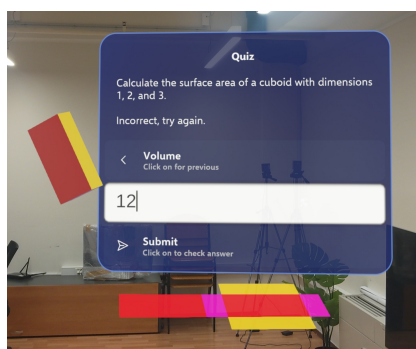 Quiz
Calculate the surface area of a cuboid with dimensions
1, 2, and 3.
Incorrect, try again.
Volume
Click on for previous
12
Submit
Click on to check answer